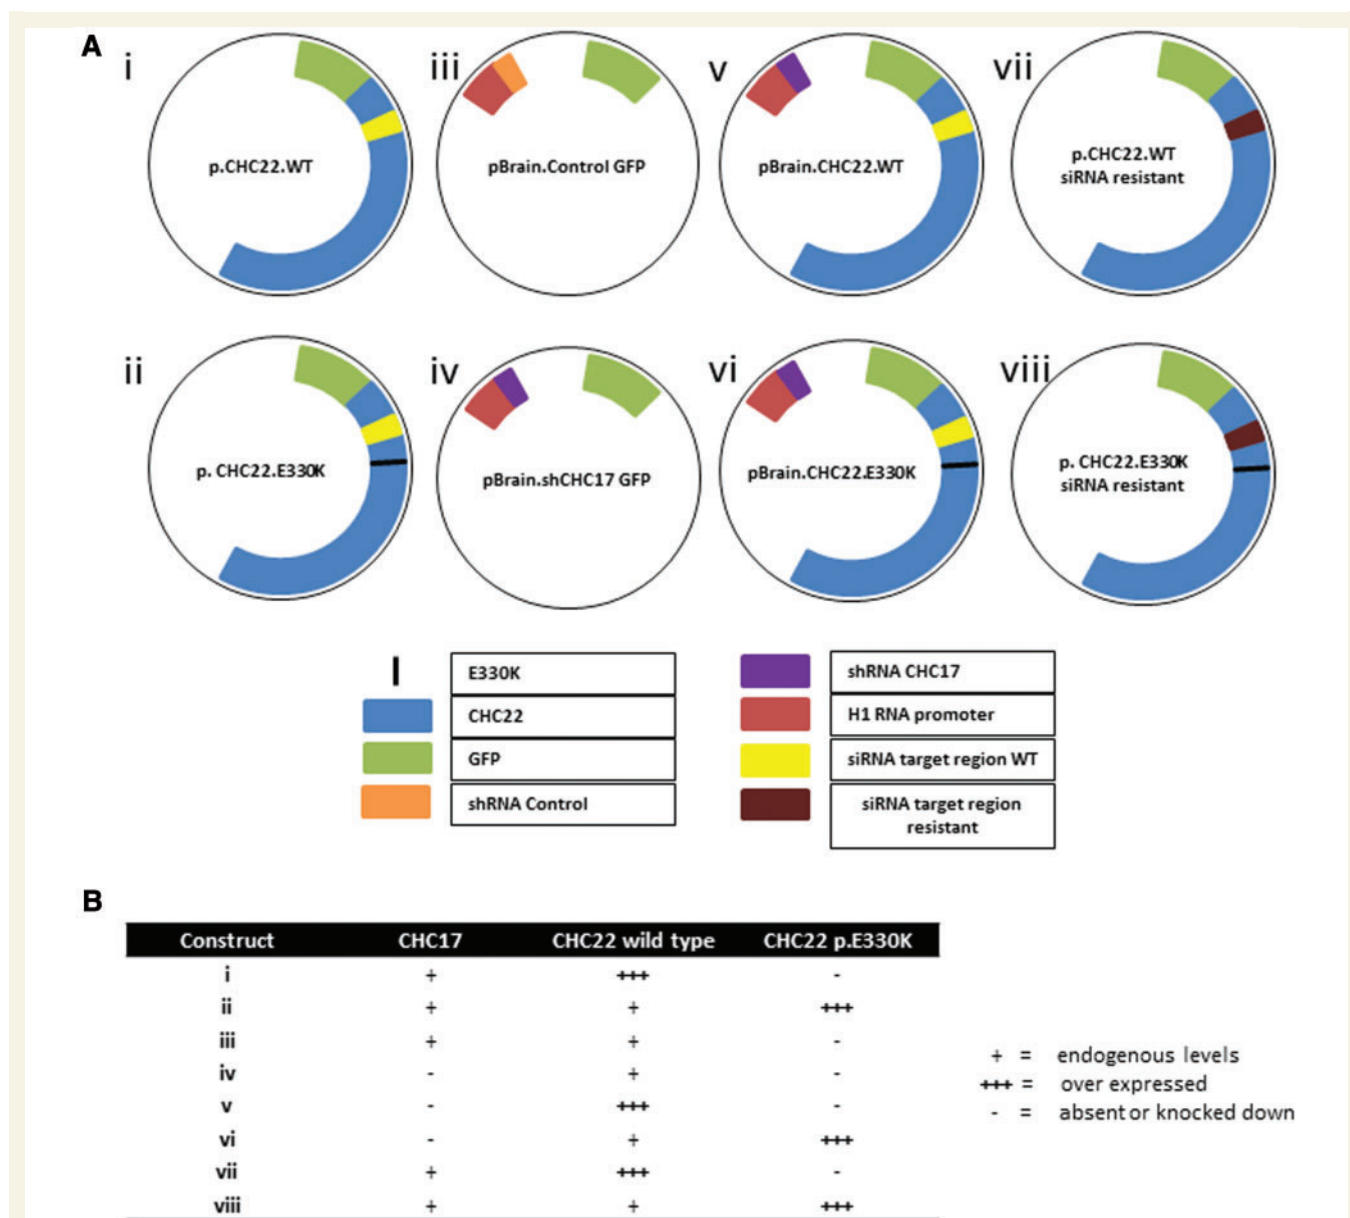 A
i
iii
v
vii
p.CHC22.WT
pBrain.Control GFP
pBrain.CHC22.WT
p.CHC22.WT
siRNA resistant
ii
iv
vi
viii
p. CHC22.E330K
pBrain.shCHC17 GFP
pBrain.CHC22.E330K
p. CHC22.E330K
siRNA resistant
E330K
CHC22
GFP
shRNA Control
shRNA CHC17
H1 RNA promoter
siRNA target region WT
siRNA target region
resistant
B
Construct CHC17 CHC22 wild type CHC22 p.E330K
i + +++ -
ii + + +++
iii + + -
iv - + -
v - +++ -
vi - + +++
vii + +++ -
viii + + +++
+ = endogenous levels
+++ = over expressed
- = absent or knocked down